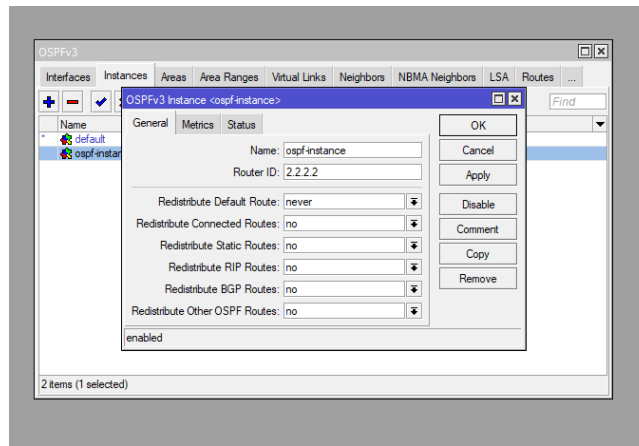 OSPFv3
Interfaces Instances Areas Area Ranges Virtual Links Neighbors NBMA Neighbors LSA Routes ...
Find
Name
* default
ospf-instan
OSPFv3 Instance <ospf-instance>
General Metrics Status
Name: ospf-instance
Router ID: 2.2.2.2
Redistribute Default Route: never
Redistribute Connected Routes: no
Redistribute Static Routes: no
Redistribute RIP Routes: no
Redistribute BGP Routes: no
Redistribute Other OSPF Routes: no
enabled
OK
Cancel
Apply
Disable
Comment
Copy
Remove
2 items (1 selected)